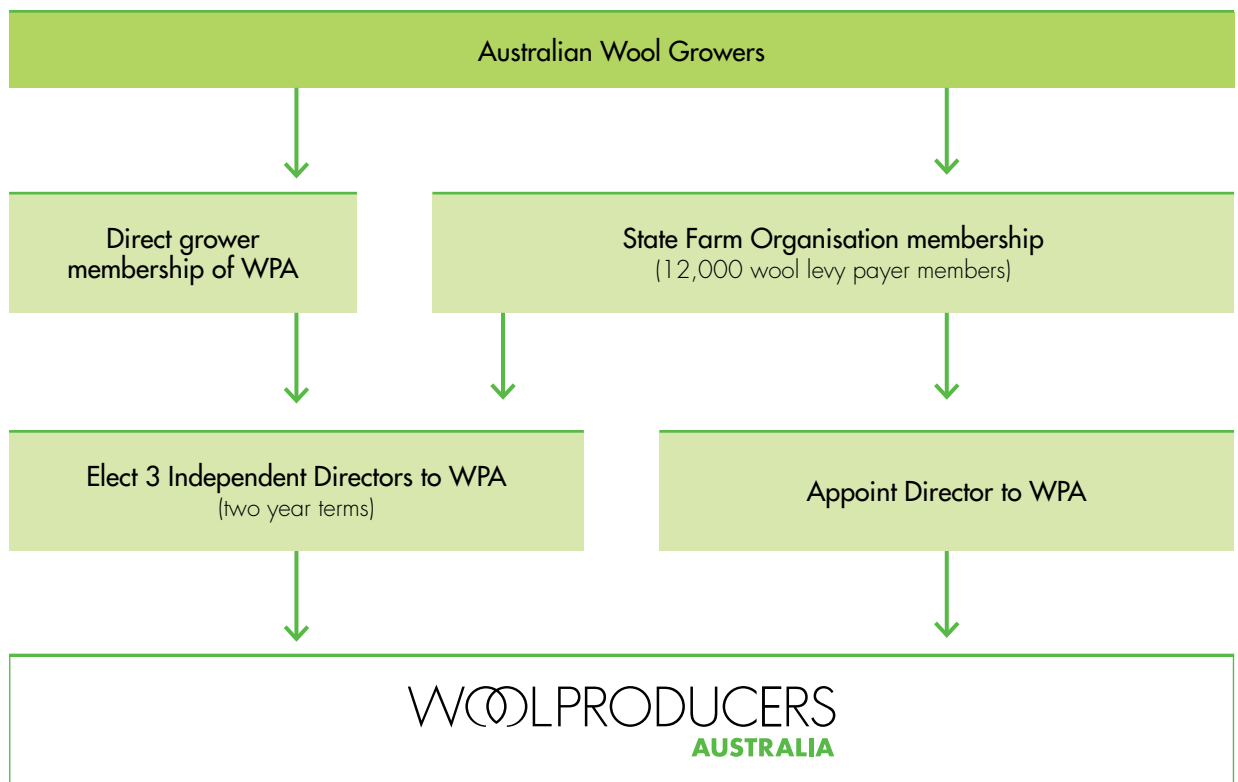 Australian Wool Growers
Direct grower
membership of WPA
State Farm Organisation membership
(12,000 wool levy payer members)
Elect 3 Independent Directors to WPA
(two year terms)
Appoint Director to WPA
WOOLPRODUCERS
AUSTRALIA